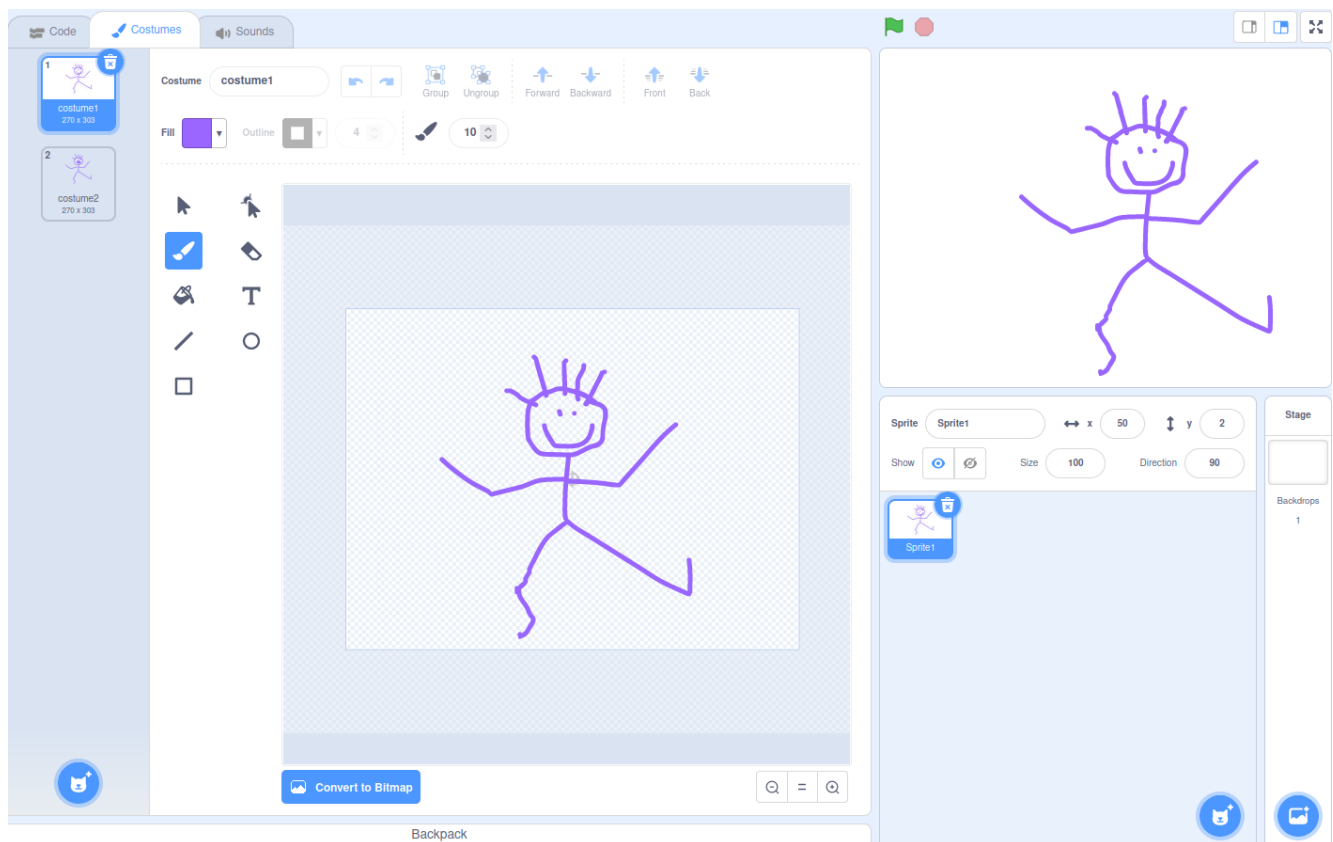 Code Costumes Sounds
1
costume1
270 x 303
2
costume2
270 x 303
Costume costume1
Group Ungroup Forward Backward Front Back
Fill Outline 4 10
T
Convert to Bitmap
Backpack
Sprite Sprite1 x 50 y 2
Show Size 100 Direction 90
Sprite1
Stage
Backdrops
1